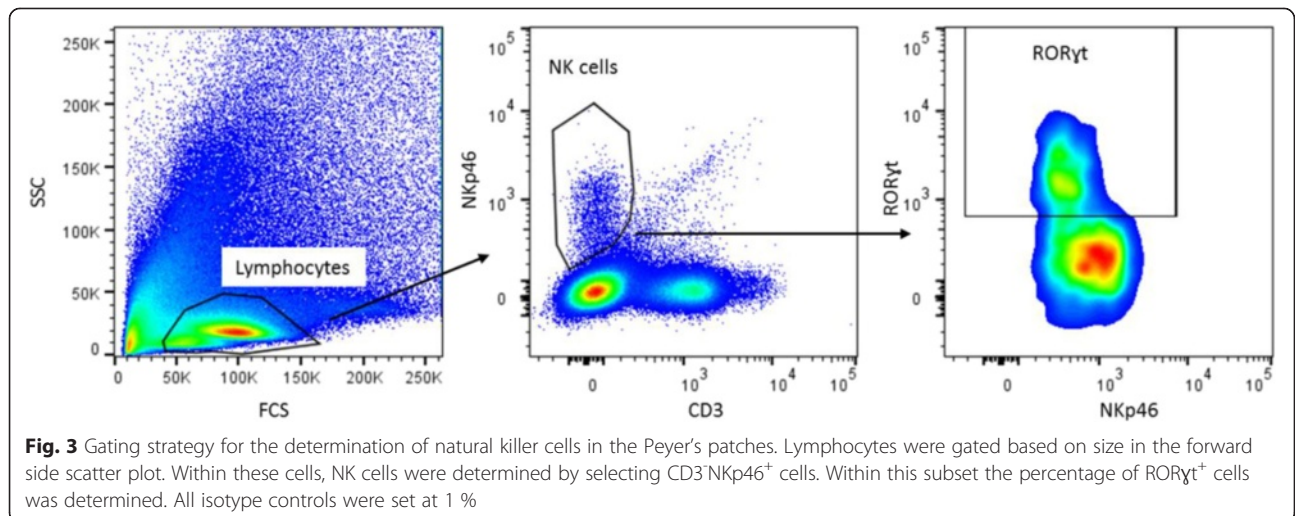 250K
200K
150K
100K
50K
0
SSC
Lymphocytes
0 50K 100K 150K 200K 250K
FCS
NK cells
10^5
10^4
10^3
0
NKp46
0 10^3 10^4 10^5
CD3
RORɣt
10^5
10^4
10^3
0
RORɣt
0 10^3 10^4 10^5
NKp46
Fig. 3 Gating strategy for the determination of natural killer cells in the Peyer's patches. Lymphocytes were gated based on size in the forward
side scatter plot. Within these cells, NK cells were determined by selecting CD3⁻NKp46⁺ cells. Within this subset the percentage of RORɣt⁺ cells
was determined. All isotype controls were set at 1 %